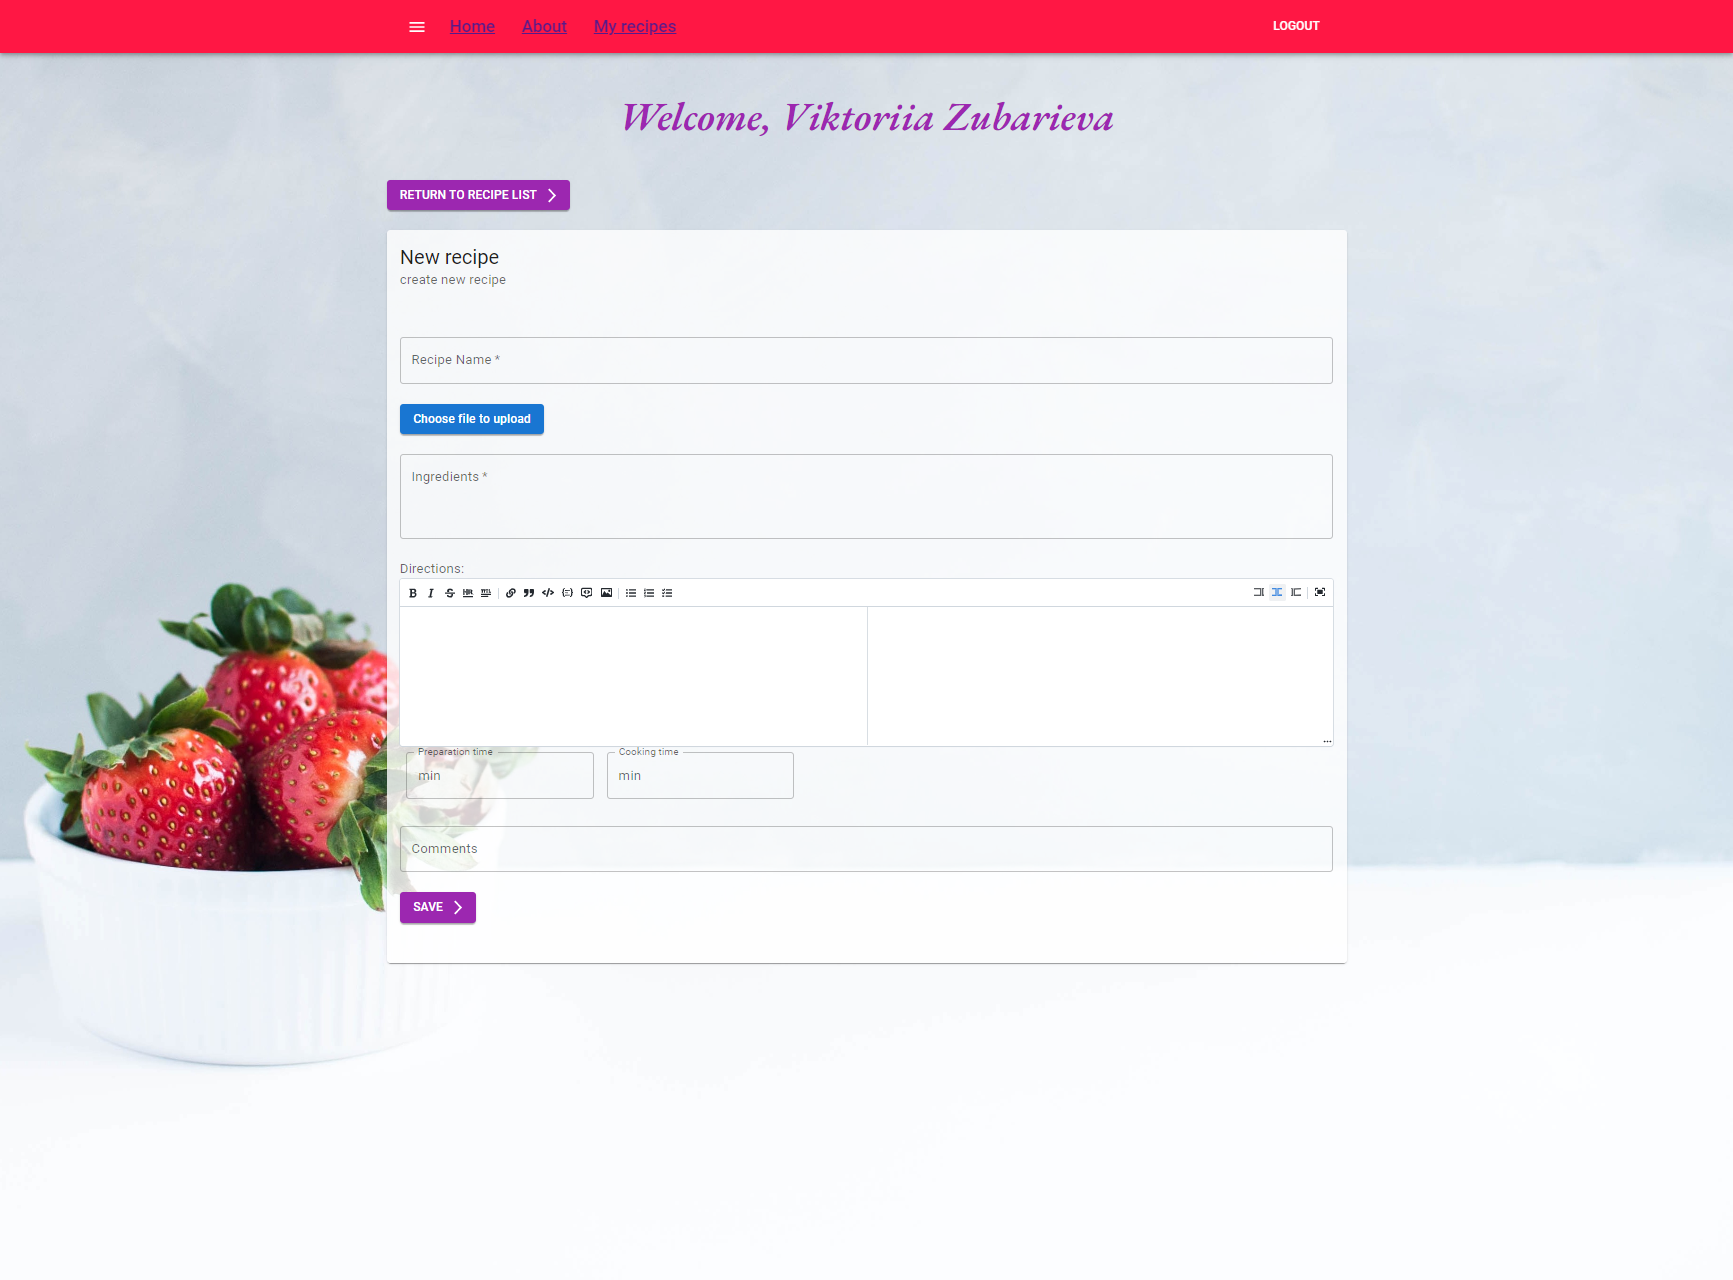 Home About My recipes LOGOUT
Welcome, Viktoriia Zubarieva
RETURN TO RECIPE LIST
New recipe
create new recipe
Recipe Name *
Choose file to upload
Ingredients *
Directions:
Preparation time Cooking time
min min
Comments
SAVE